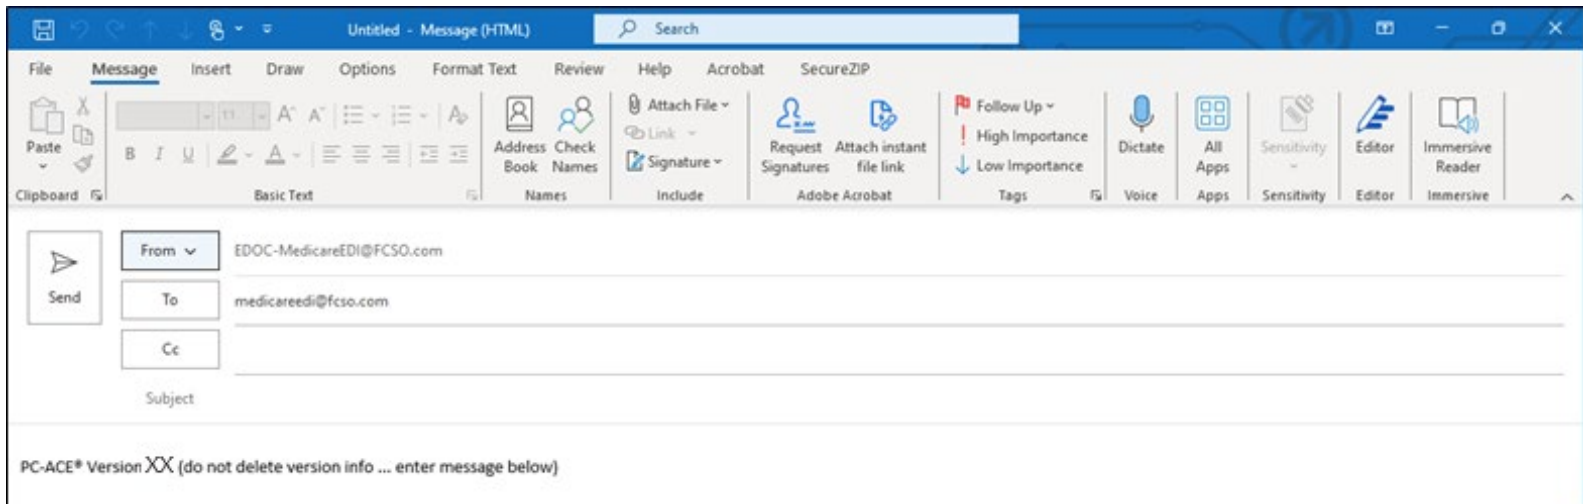 Untitled - Message (HTML)
Search
File Message Insert Draw Options Format Text Review Help Acrobat SecureZIP
Paste
Clipboard
11
A A
B I U A
Basic Text
Address Book
Check Names
Names
Attach File
Link
Signature
Include
Request Signatures
Attach instant file link
Adobe Acrobat
Follow Up
High Importance
Low Importance
Tags
Dictate
Voice
All Apps
Apps
Sensitivity
Sensitivity
Editor
Editor
Immersive Reader
Immersive
Send
From EDOC-MedicareEDI@FCSO.com
To medicareedi@fcso.com
Cc
Subject
PC-ACE® Version XX (do not delete version info ... enter message below)